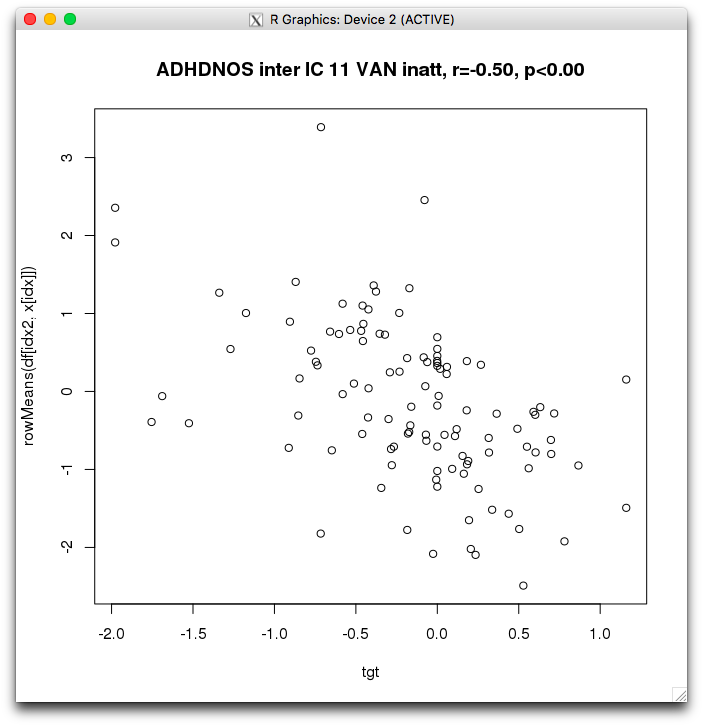 R Graphics: Device 2 (ACTIVE)
ADHDNOS inter IC 11 VAN inatt, r=-0.50, p<0.00
rowMeans(df[idx2, x[idx]])
3
2
1
0
-1
-2
-2.0 -1.5 -1.0 -0.5 0.0 0.5 1.0
tgt